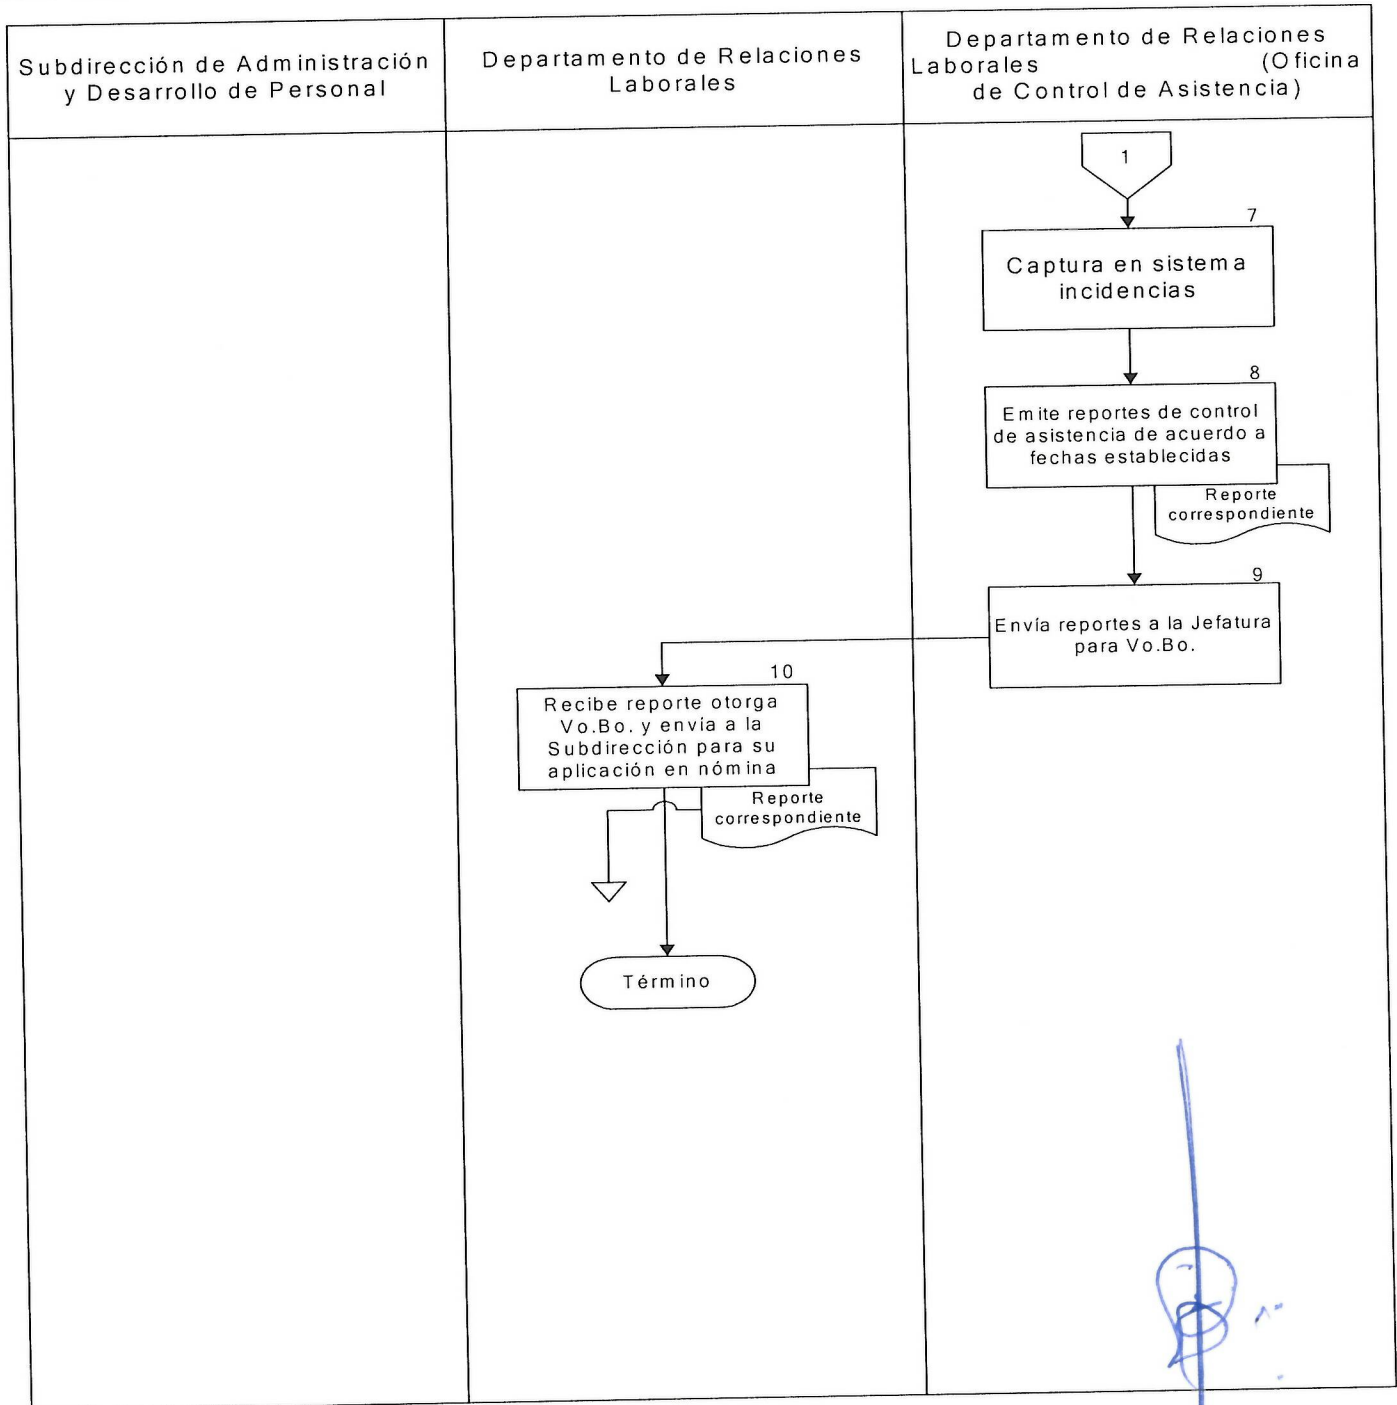 Subdirección de Administración
y Desarrollo de Personal
Departamento de Relaciones
Laborales
Departamento de Relaciones
Laborales (Oficina
de Control de Asistencia)
1
7
Captura en sistema
incidencias
8
Emite reportes de control
de asistencia de acuerdo a
fechas establecidas
Reporte
correspondiente
9
Envía reportes a la Jefatura
para Vo.Bo.
10
Recibe reporte otorga
Vo.Bo. y envía a la
Subdirección para su
aplicación en nómina
Reporte
correspondiente
Término